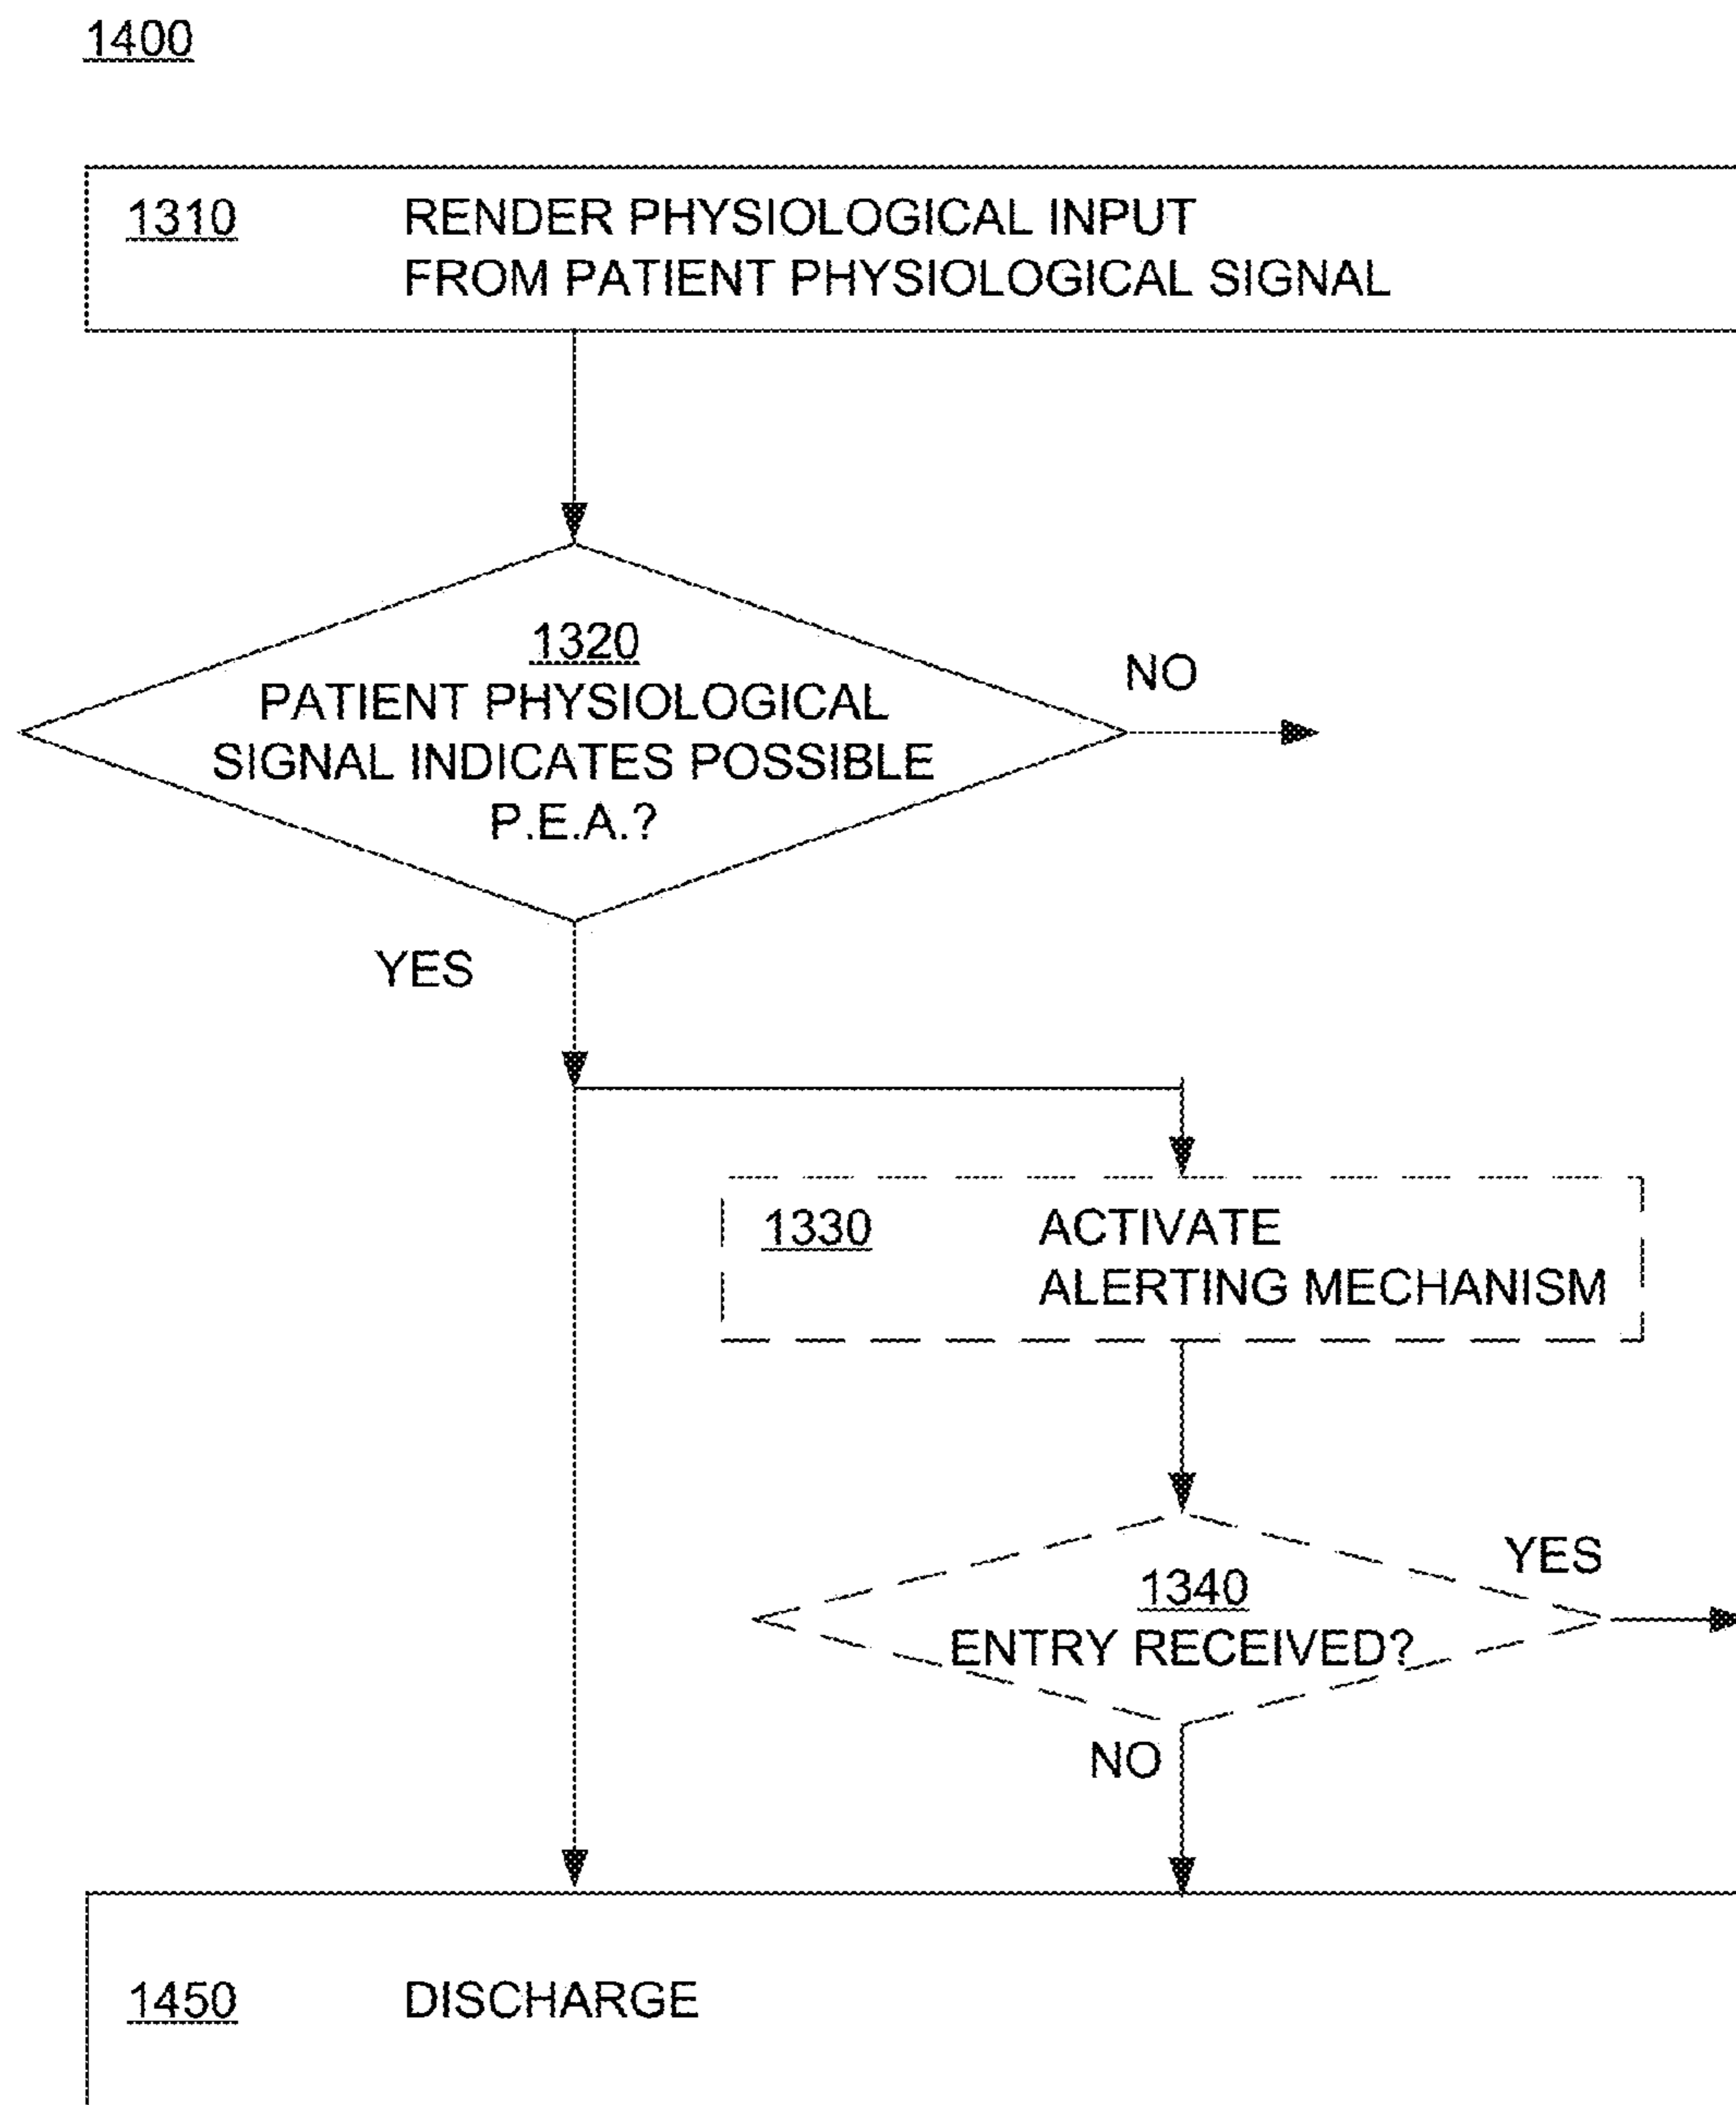 1400
1310 RENDER PHYSIOLOGICAL INPUT
FROM PATIENT PHYSIOLOGICAL SIGNAL
1320
PATIENT PHYSIOLOGICAL
SIGNAL INDICATES POSSIBLE
P.E.A.?
NO
YES
1330 ACTIVATE
ALERTING MECHANISM
1340
ENTRY RECEIVED?
YES
NO
1450 DISCHARGE